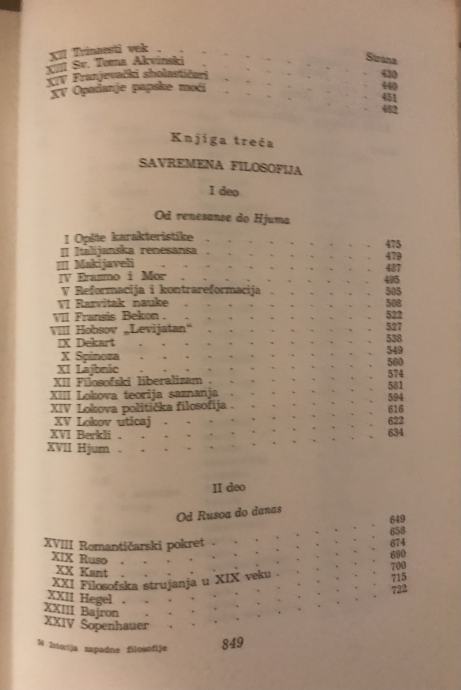 Strana
XII Trinaesti vek . . . . . 430
XIII Sv. Toma Akvinski . . . . . 440
XIV Franjevački sholastičari . . . . . 451
XV Opadanje papske moći . . . . . 462
Knjiga treća
SAVREMENA FILOSOFIJA
I deo
Od renesanse do Hjuma
I Opšte karakteristike . . . . . 475
II Italijanska renesansa . . . . . 479
III Makijaveli . . . . . 487
IV Erazmo i Mor . . . . . 495
V Reformacija i kontrareformacija . . . . . 505
VI Razvitak nauke . . . . . 508
VII Fransis Bekon . . . . . 522
VIII Hobsov „Levijatan“ . . . . . 527
IX Dekart . . . . . 538
X Spinoza . . . . . 549
XI Lajbnic . . . . . 560
XII Filosofski liberalizam . . . . . 574
XIII Lokova teorija saznanja . . . . . 581
XIV Lokova politička filosofija . . . . . 594
XV Lokov uticaj . . . . . 616
XVI Berkli . . . . . 622
XVII Hjum . . . . . 634
II deo
Od Rusoa do danas
XVIII Romantičarski pokret . . . . . 649
XIX Ruso . . . . . 658
XX Kant . . . . . 674
XXI Filosofska strujanja u XIX veku . . . . . 690
XXII Hegel . . . . . 700
XXIII Bajron . . . . . 715
XXIV Šopenhauer . . . . . 722
54 Istorija zapadne filosofije 849